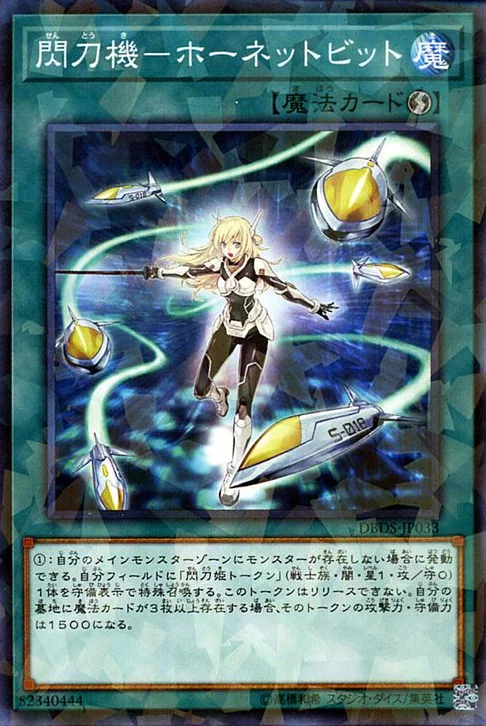 閃刀機－ホーネットビット 魔
【魔法カード】
S-018
S-018
DBDS-JP033
①：自分のメインモンスターゾーンにモンスターが存在しない場合に発動
できる。自分フィールドに「閃刀姫トークン」（戦士族・闇・星１・攻／守０）
１体を守備表示で特殊召喚する。このトークンはリリースできない。自分の
墓地に魔法カードが３枚以上存在する場合、そのトークンの攻撃力・守備力
は１５００になる。
52340444
©高橋和希 スタジオ・ダイス/集英社